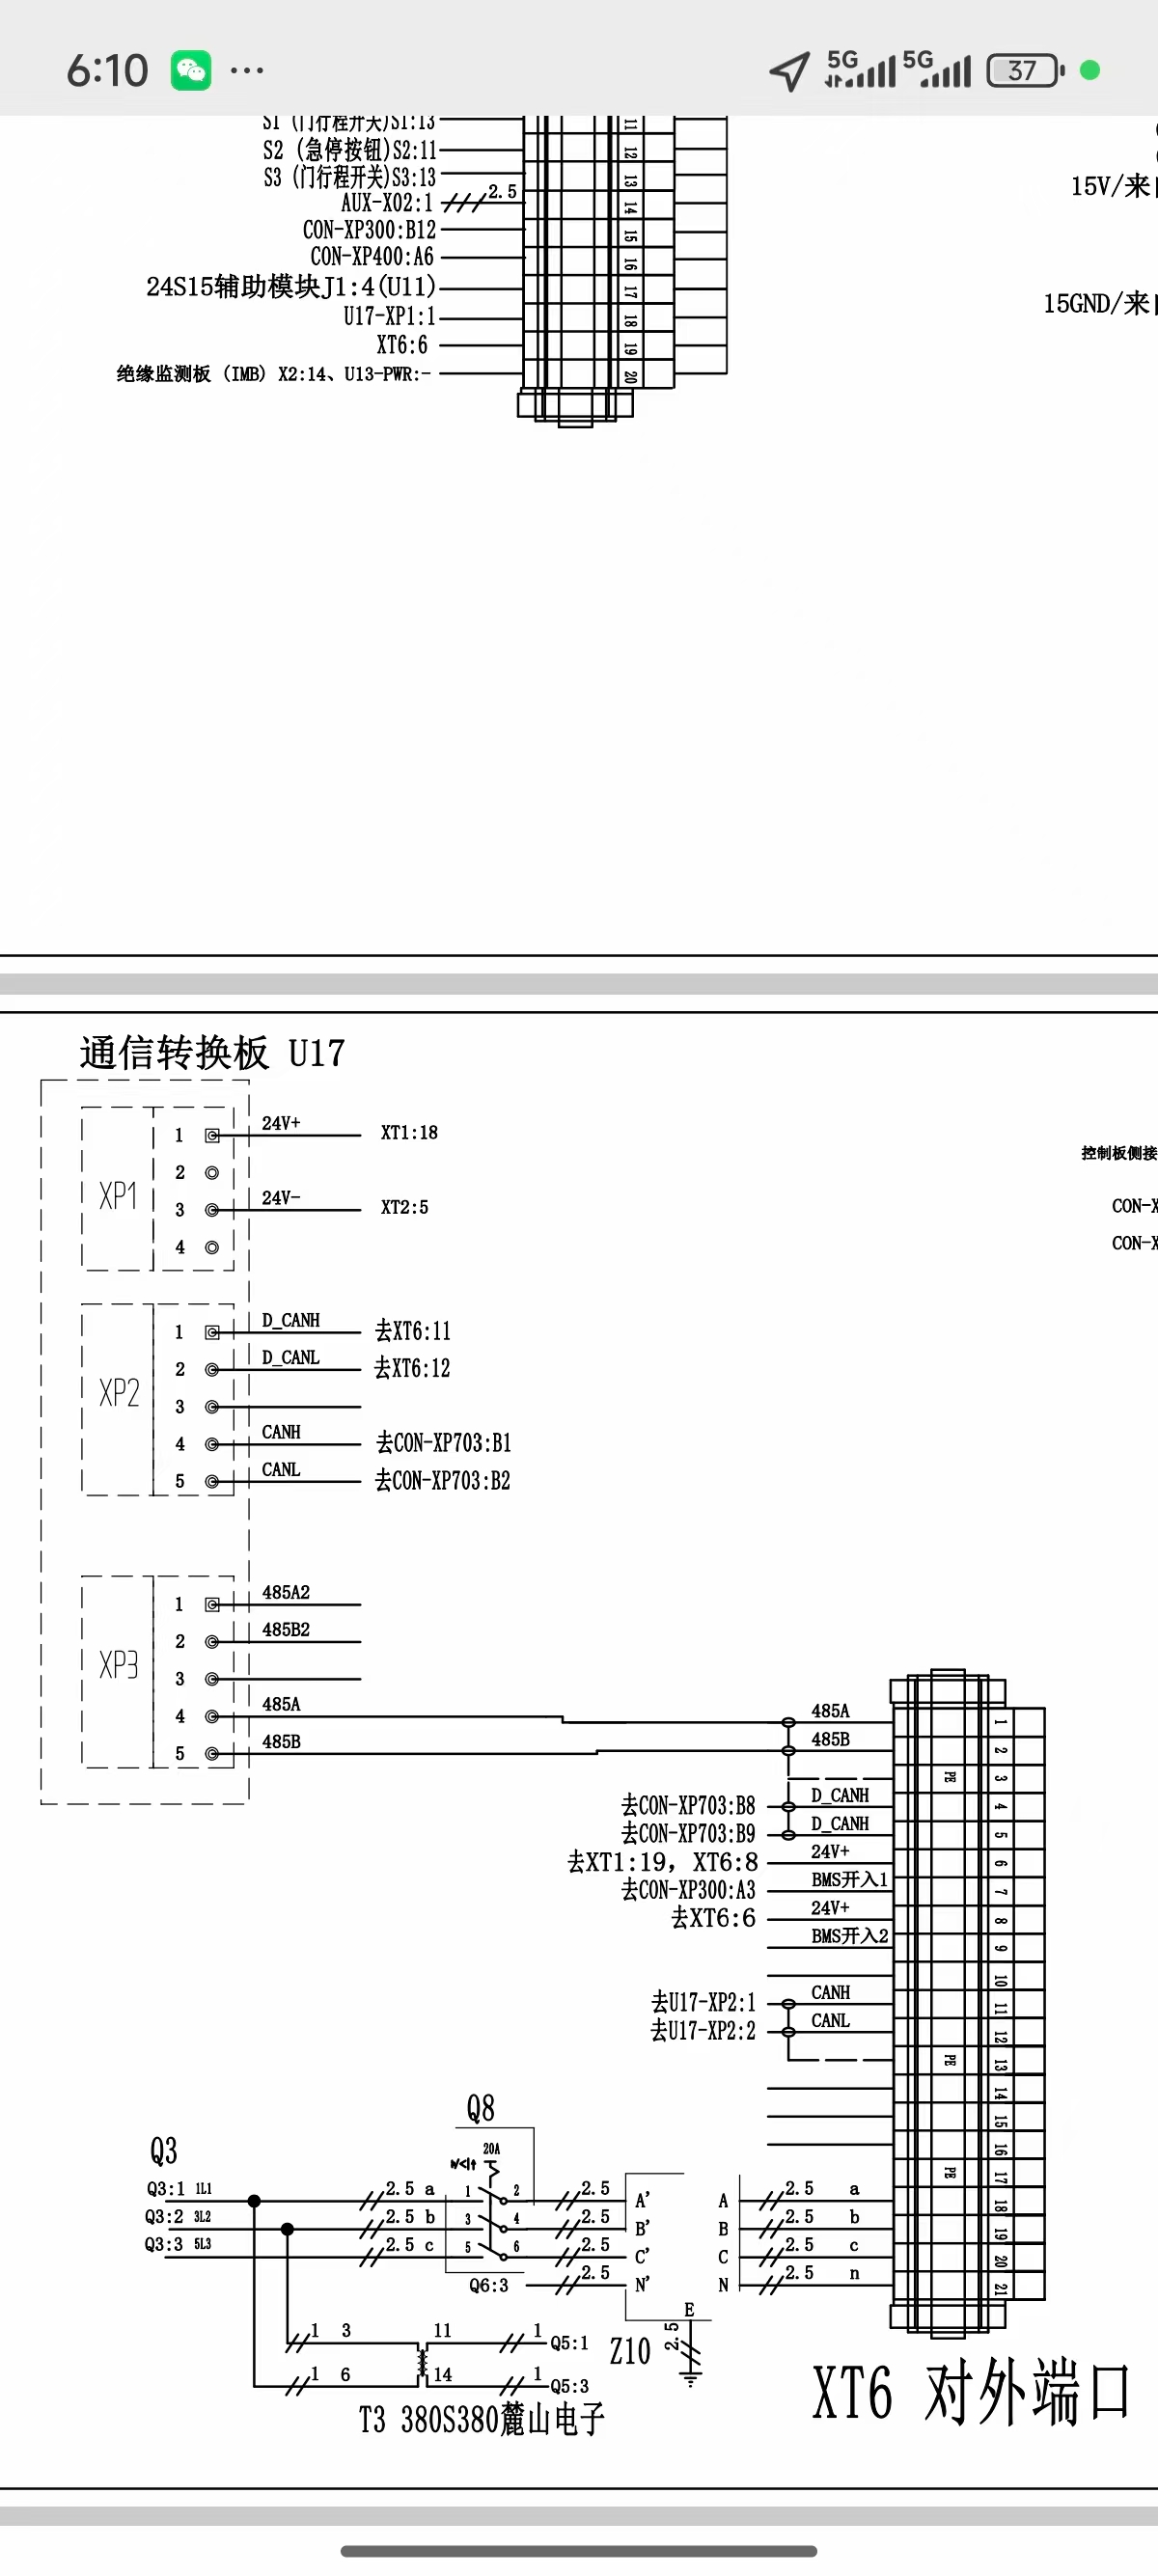 6:10 ... 5G 5G 37
S1 (门行程开关)S1:13 11
S2 (急停按钮)S2:11 12
S3 (门行程开关)S3:13 13
15V/来
AUX-X02:1 2.5 14
CON-XP300:B12 15
CON-XP400:A6 16
24S15辅助模块J1:4(U11) 17
15GND/来
U17-XP1:1 18
XT6:6 19
绝缘监测板 (IMB) X2:14、U13-PWR:- 20
通信转换板 U17
XP1
1 24V+ XT1:18
2
3 24V- XT2:5
4
控制板侧接
CON-X
CON-X
XP2
1 D_CANH 去XT6:11
2 D_CANL 去XT6:12
3
4 CANH 去CON-XP703:B1
5 CANL 去CON-XP703:B2
XP3
1 485A2
2 485B2
3
4 485A
5 485B
485A 1
485B 2
PE 3
去CON-XP703:B8 D_CANH 4
去CON-XP703:B9 D_CANH 5
去XT1:19, XT6:8 24V+ 6
去CON-XP300:A3 BMS开入1 7
去XT6:6 24V+ 8
BMS开入2 9
10
去U17-XP2:1 CANH 11
去U17-XP2:2 CANL 12
PE 13
14
15
16
PE 17
Q8
20A
Q3
Q3:1 1L1 2.5 a 1 2 2.5 A' A 2.5 a 18
Q3:2 3L2 2.5 b 3 4 2.5 B' B 2.5 b 19
Q3:3 5L3 2.5 c 5 6 2.5 C' C 2.5 c 20
Q6:3 2.5 N' N 2.5 n 21
E
2.5
1 3 11 1 Q5:1
Z10
1 6 14 1 Q5:3
T3 380S380麓山电子
XT6 对外端口